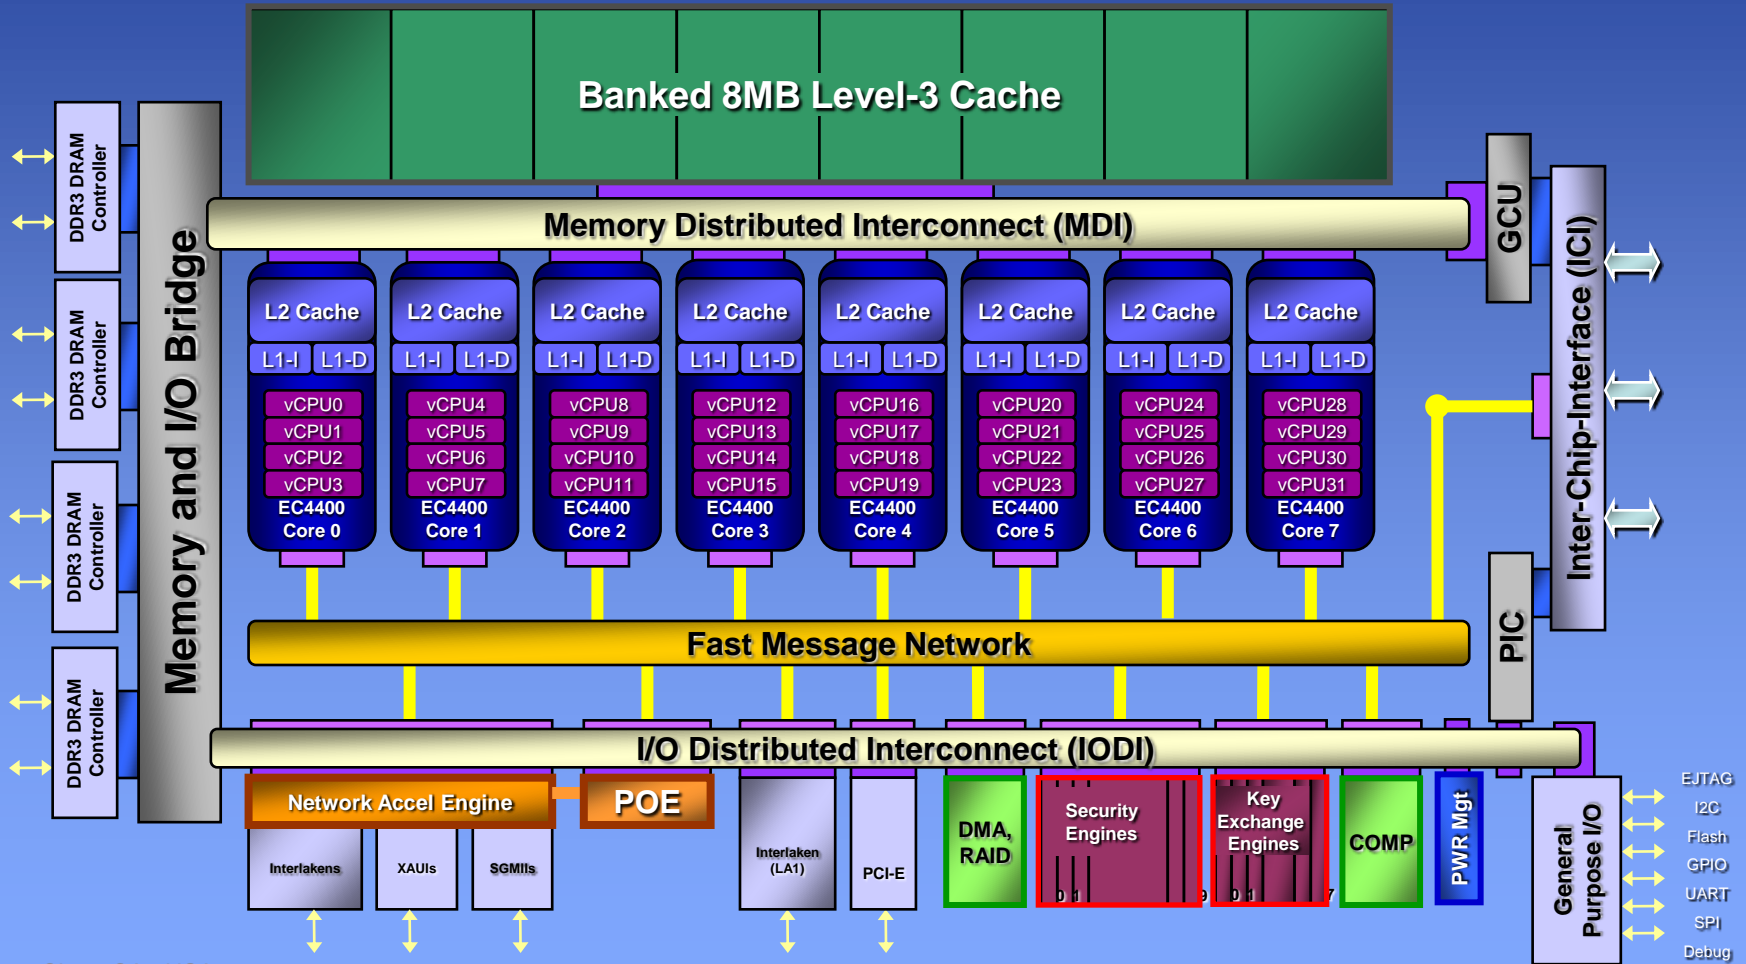 Banked 8MB Level-3 Cache
DDR3 DRAM
Controller
DDR3 DRAM
Controller
DDR3 DRAM
Controller
DDR3 DRAM
Controller
Memory and I/O Bridge
Memory Distributed Interconnect (MDI)
GCU
Inter-Chip-Interface (ICI)
L2 Cache L2 Cache L2 Cache L2 Cache L2 Cache L2 Cache L2 Cache L2 Cache
L1-I L1-D L1-I L1-D L1-I L1-D L1-I L1-D L1-I L1-D L1-I L1-D L1-I L1-D L1-I L1-D
vCPU0 vCPU4 vCPU8 vCPU12 vCPU16 vCPU20 vCPU24 vCPU28
vCPU1 vCPU5 vCPU9 vCPU13 vCPU17 vCPU21 vCPU25 vCPU29
vCPU2 vCPU6 vCPU10 vCPU14 vCPU18 vCPU22 vCPU26 vCPU30
vCPU3 vCPU7 vCPU11 vCPU15 vCPU19 vCPU23 vCPU27 vCPU31
EC4400 EC4400 EC4400 EC4400 EC4400 EC4400 EC4400 EC4400
Core 0 Core 1 Core 2 Core 3 Core 4 Core 5 Core 6 Core 7
Fast Message Network
PIC
I/O Distributed Interconnect (IODI)
Network Accel Engine
POE
Interlakens
XAUIs
SGMIIs
Interlaken
(LA1)
PCI-E
DMA,
RAID
Security
Engines
0 1 9
Key
Exchange
Engines
0 1 7
COMP
PWR Mgt
General
Purpose I/O
EJTAG
I2C
Flash
GPIO
UART
SPI
Debug